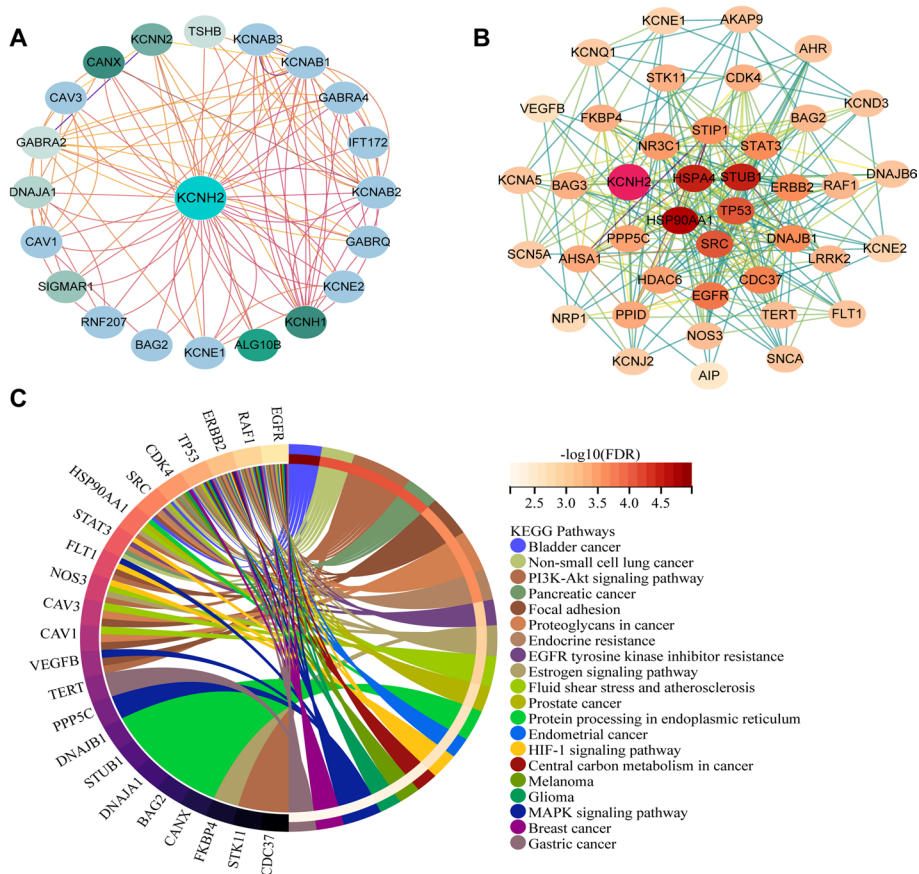 A
TSHB
KCNN2
KCNAB3
CANX
KCNAB1
CAV3
GABRA4
GABRA2
IFT172
DNAJA1
KCNH2
KCNAB2
CAV1
GABRQ
SIGMAR1
KCNE2
RNF207
KCNH1
BAG2
KCNE1
ALG10B
B
KCNE1
AKAP9
KCNQ1
AHR
STK11
CDK4
VEGFB
KCND3
FKBP4
BAG2
STIP1
NR3C1
STAT3
KCNA5
BAG3
KCNH2
HSPA4
STUB1
ERBB2
RAF1
DNAJB6
HSP90AA1
TP53
SCN5A
PPP5C
SRC
DNAJB1
KCNE2
AHSA1
LRRK2
HDAC6
CDC37
EGFR
NRP1
PPID
TERT
FLT1
NOS3
KCNJ2
SNCA
AIP
C
EGFR
RAF1
ERBB2
TP53
CDK4
SRC
HSP90AA1
STAT3
FLT1
NOS3
CAV3
CAV1
VEGFB
TERT
PPP5C
DNAJB1
STUB1
DNAJA1
BAG2
CANX
FKBP4
STK11
CDC37
-log10(FDR)
2.5 3.0 3.5 4.0 4.5
KEGG Pathways
Bladder cancer
Non-small cell lung cancer
PI3K-Akt signaling pathway
Pancreatic cancer
Focal adhesion
Proteoglycans in cancer
Endocrine resistance
EGFR tyrosine kinase inhibitor resistance
Estrogen signaling pathway
Fluid shear stress and atherosclerosis
Prostate cancer
Protein processing in endoplasmic reticulum
Endometrial cancer
HIF-1 signaling pathway
Central carbon metabolism in cancer
Melanoma
Glioma
MAPK signaling pathway
Breast cancer
Gastric cancer